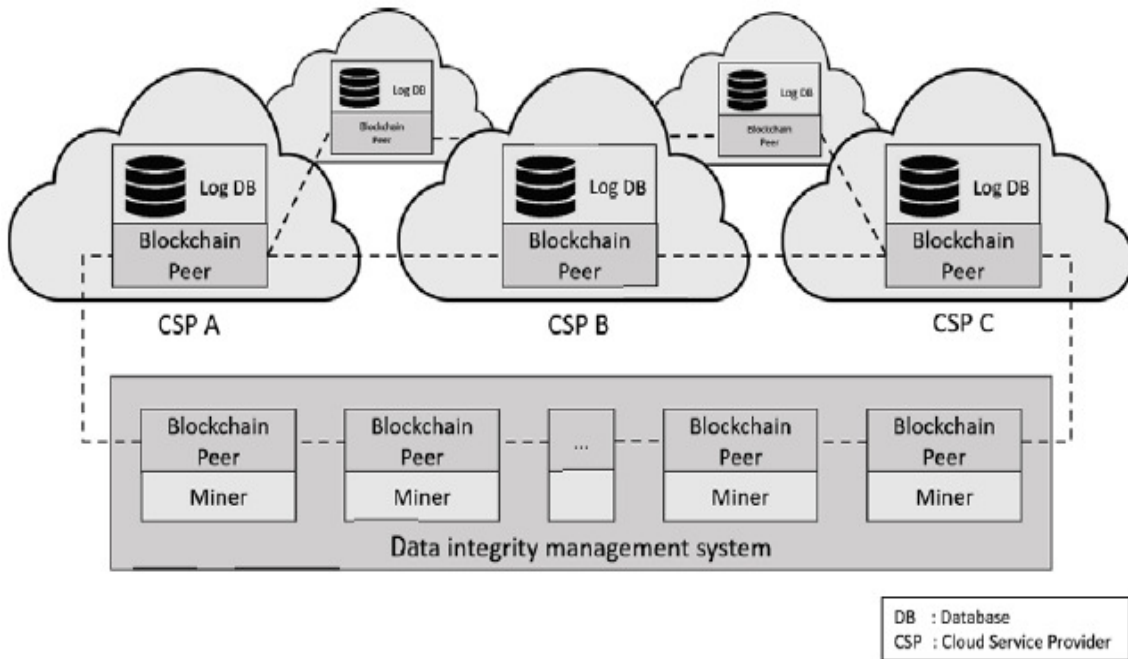 Log DB
Blockchain
Peer
Log DB
Blockchain
Peer
Log DB
Blockchain
Peer
CSP A
Log DB
Blockchain
Peer
CSP B
Log DB
Blockchain
Peer
CSP C
Blockchain
Peer
Miner
Blockchain
Peer
Miner
...
Blockchain
Peer
Miner
Blockchain
Peer
Miner
Data integrity management system
DB : Database
CSP : Cloud Service Provider